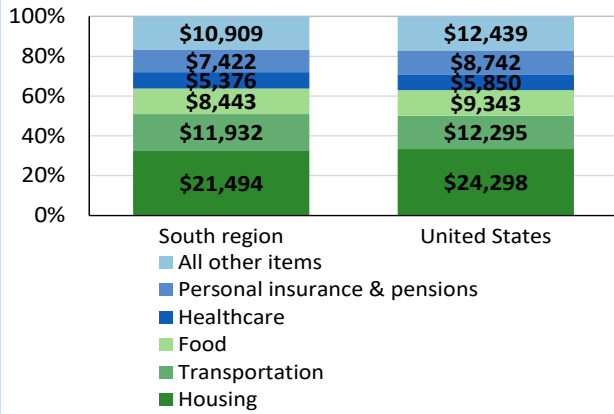 100%
80%
60%
40%
20%
0%
$10,909
$7,422
$5,376
$8,443
$11,932
$21,494
$12,439
$8,742
$5,850
$9,343
$12,295
$24,298
South region
United States
All other items
Personal insurance & pensions
Healthcare
Food
Transportation
Housing